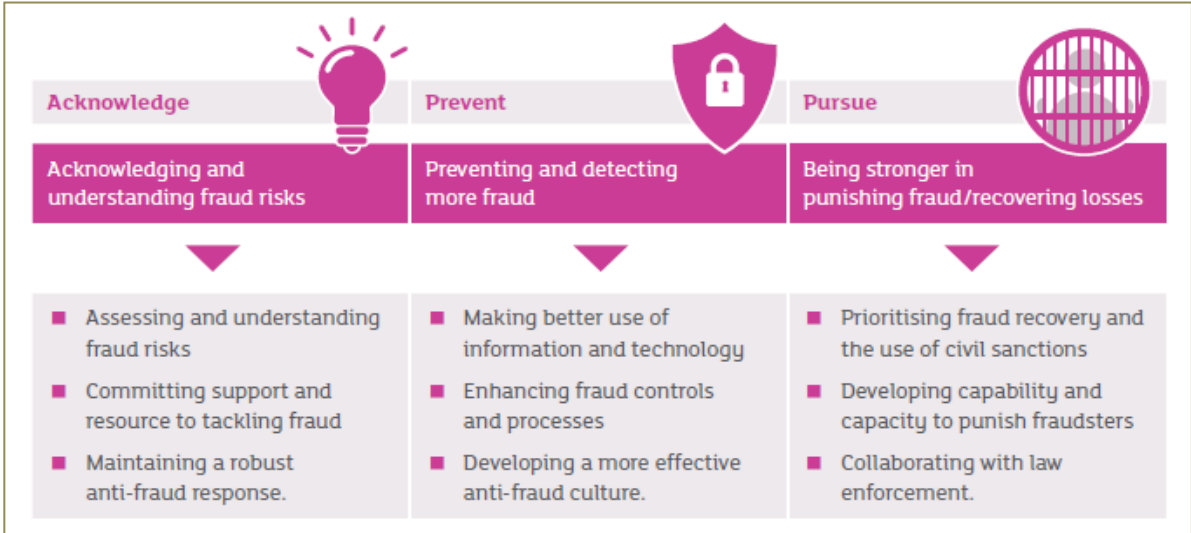 Acknowledge
Prevent
Pursue
Acknowledging and
understanding fraud risks
Preventing and detecting
more fraud
Being stronger in
punishing fraud/recovering losses
■ Assessing and understanding
fraud risks
■ Committing support and
resource to tackling fraud
■ Maintaining a robust
anti-fraud response.
■ Making better use of
information and technology
■ Enhancing fraud controls
and processes
■ Developing a more effective
anti-fraud culture.
■ Prioritising fraud recovery and
the use of civil sanctions
■ Developing capability and
capacity to punish fraudsters
■ Collaborating with law
enforcement.